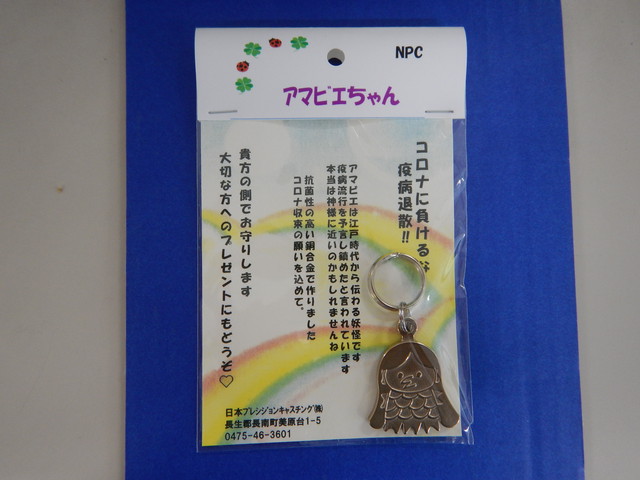 NPC
アマビエちゃん
コロナに負けるな
疫病退散!!
アマビエは江戸時代から伝わる妖怪です
疫病流行を予言し鎮めたと言われています
本当は神様に近いのかもしれませんね
抗菌性の高い銅合金で作りました
コロナ収束の願いを込めて。
貴方の側でお守りします
大切な方へのプレゼントにもどうぞ♡
日本プレシジョンキャスチング㈱
長生郡長南町美原台1-5
0475-46-3601